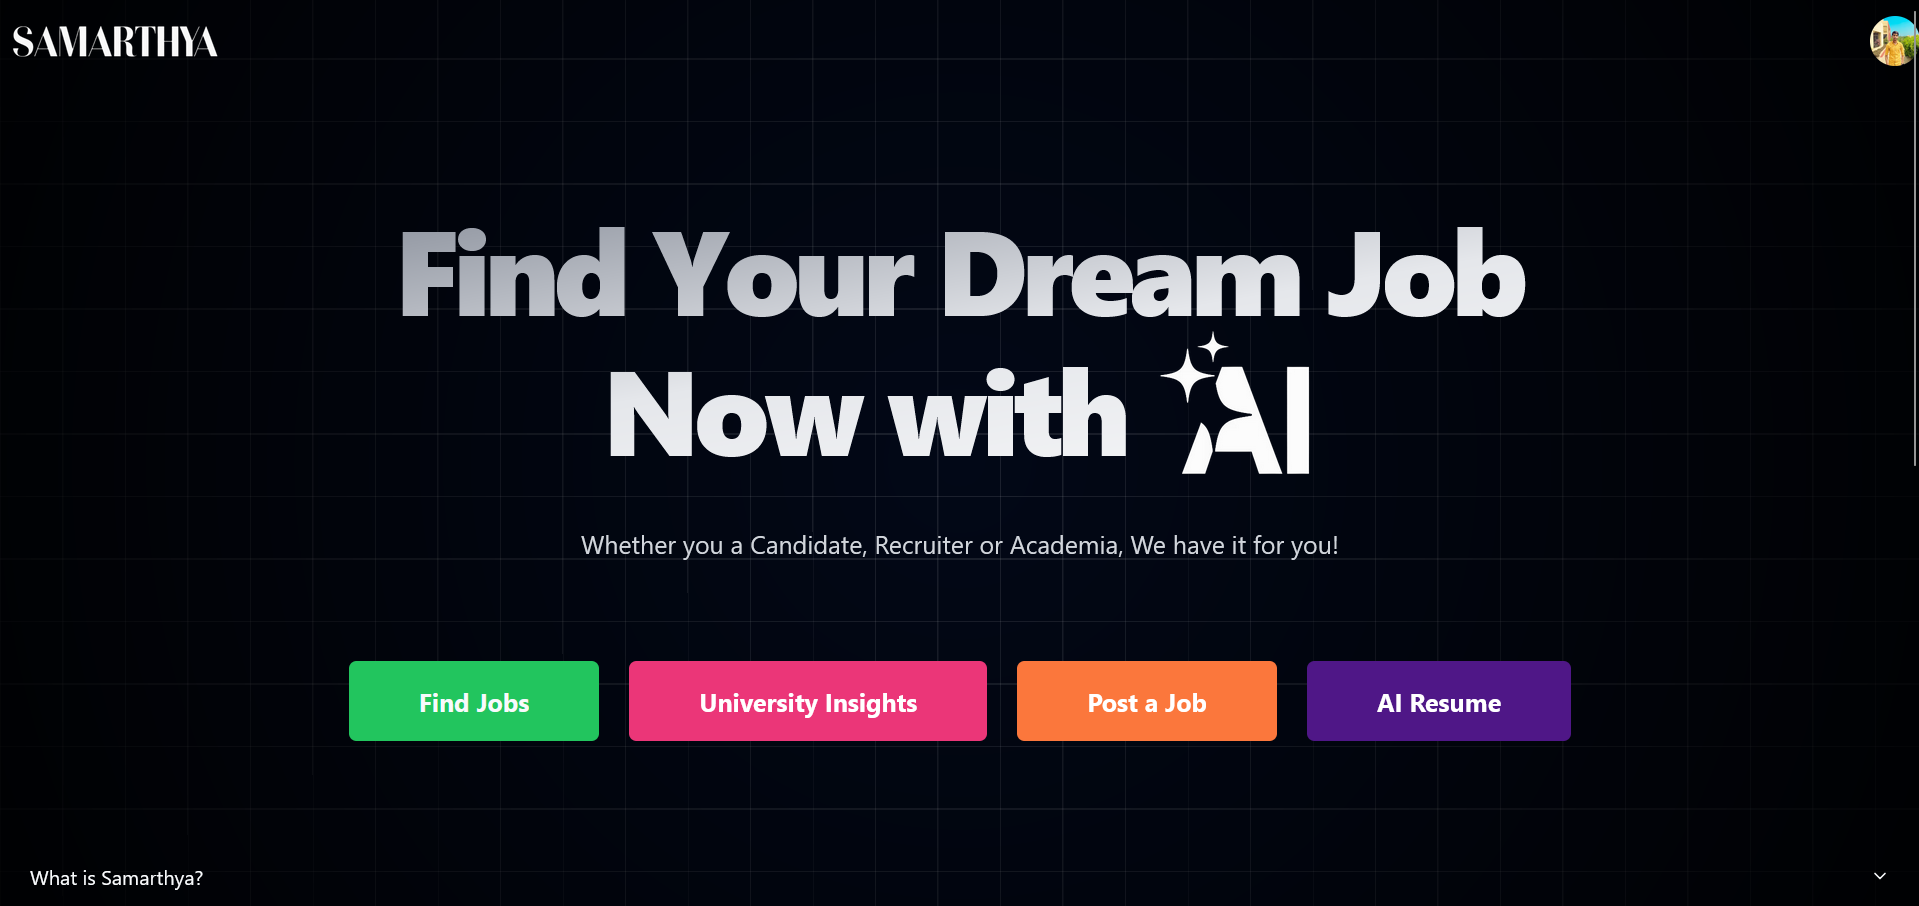 SAMARTHYA
Find Your Dream Job
Now with AI
Whether you a Candidate, Recruiter or Academia, We have it for you!
Find Jobs
University Insights
Post a Job
AI Resume
What is Samarthya?